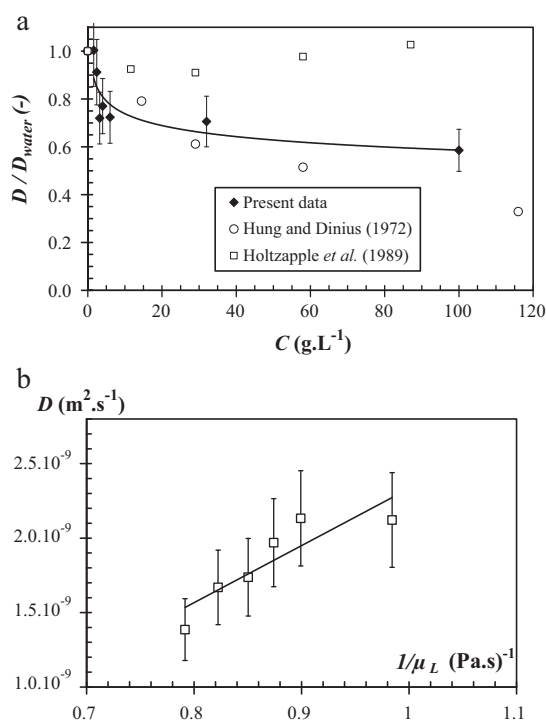 a
1.0
0.8
0.6
0.4
0.2
0.0
D / D_water (-)
◆ Present data
○ Hung and Dinius (1972)
□ Holtzapple et al. (1989)
0 20 40 60 80 100 120
C (g.L⁻¹)
b
D (m².s⁻¹)
2.5.10⁻⁹
2.0.10⁻⁹
1.5.10⁻⁹
1.0.10⁻⁹
1/μ_L (Pa.s)⁻¹
0.7 0.8 0.9 1 1.1